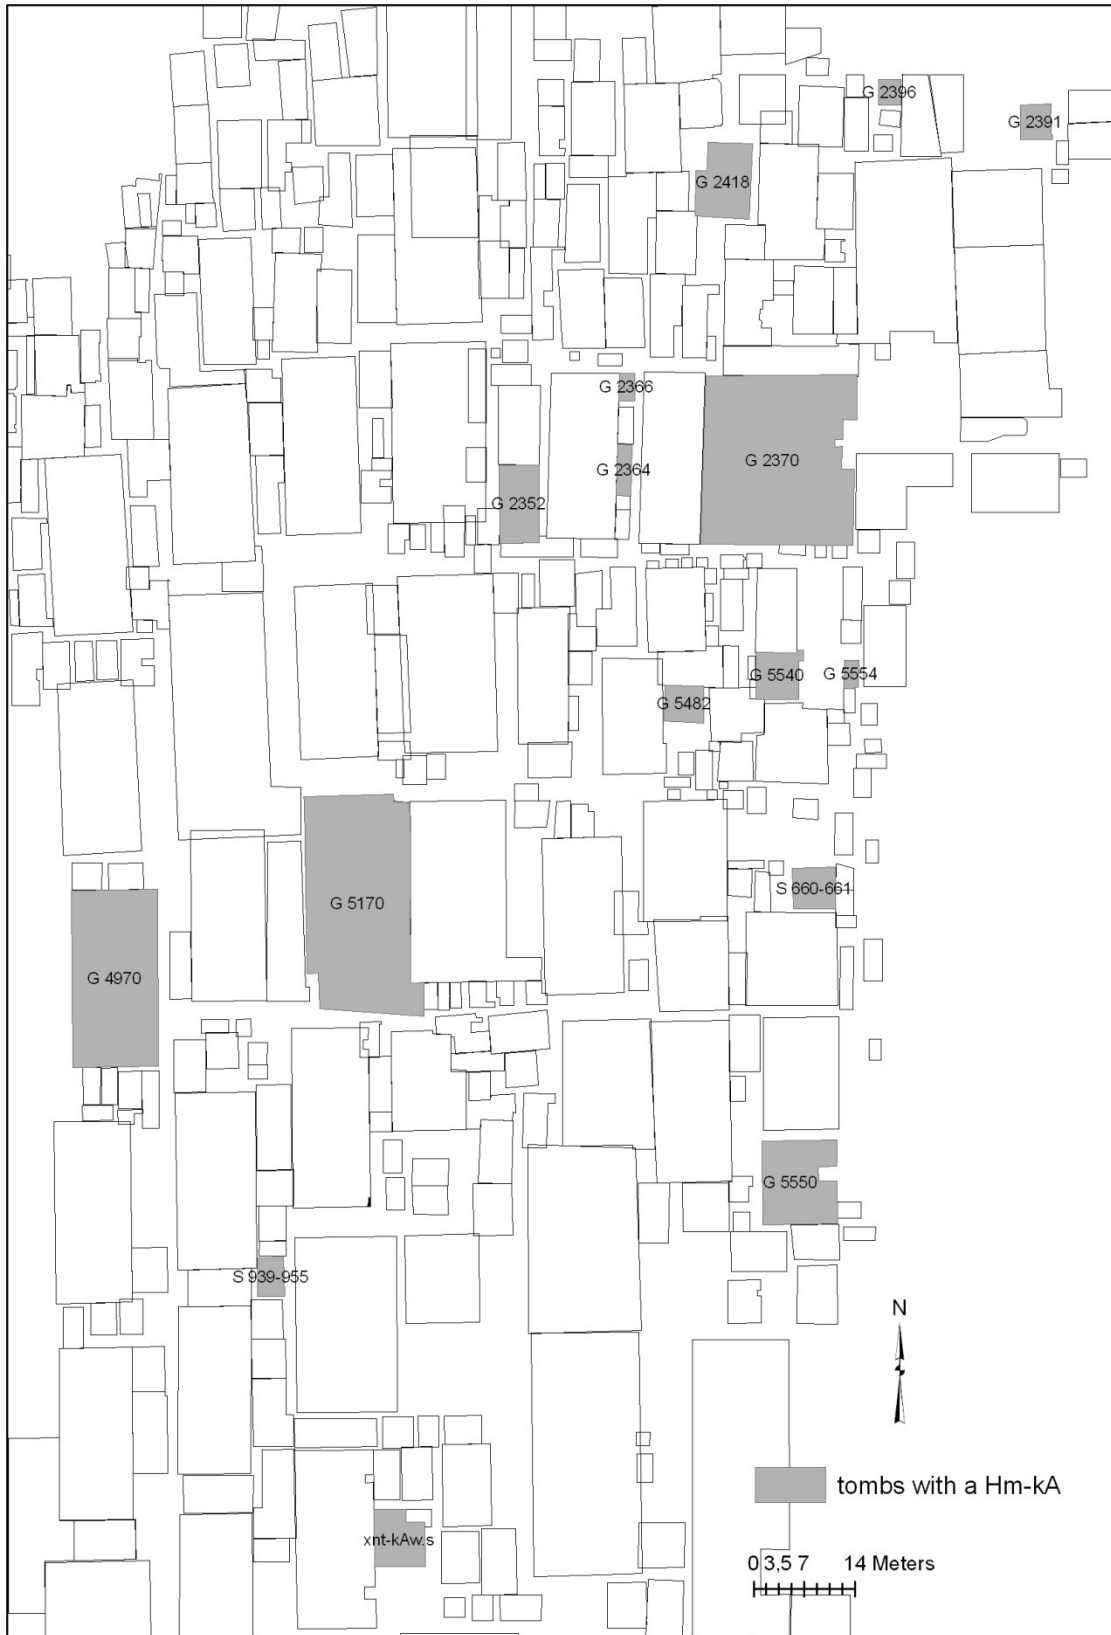 G 2396
G 2391
G 2418
G 2366
G 2364
G 2370
G 2352
G 5540
G 5554
G 5482
S 660-661
G 5170
G 4970
G 5550
S 939-955
N
tombs with a Hm-kA
xnt-kAw.s
0 3,5 7 14 Meters